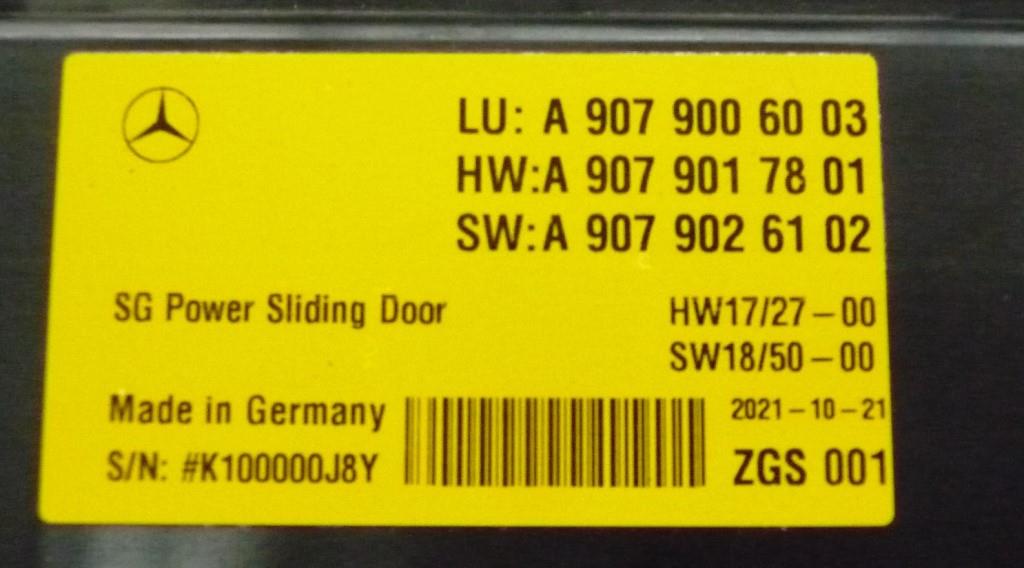 LU: A 907 900 60 03
HW:A 907 901 78 01
SW:A 907 902 61 02
SG Power Sliding Door
HW17/27-00
SW18/50-00
Made in Germany
2021-10-21
S/N: #K100000J8Y
ZGS 001